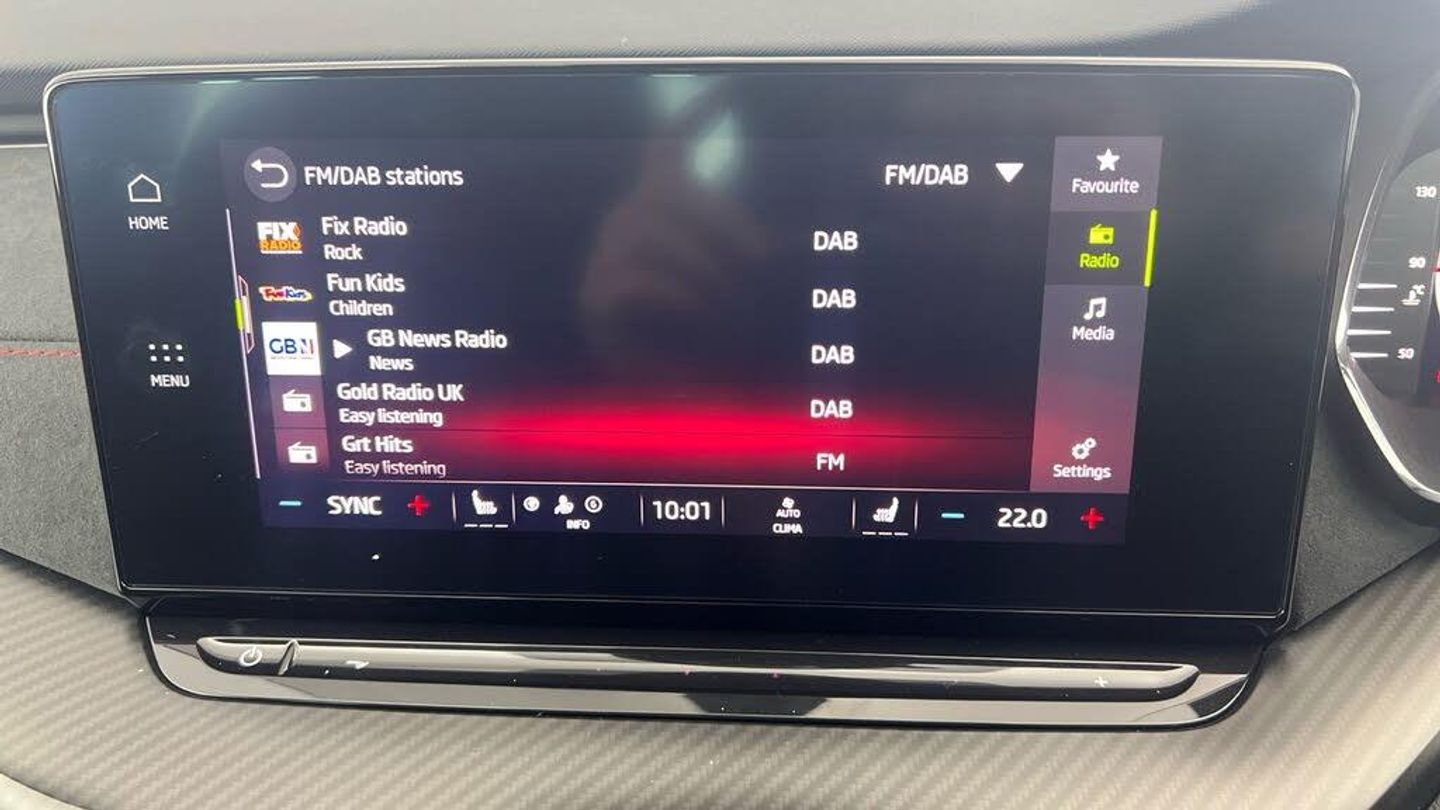 FM/DAB stations
FM/DAB
Favourite
HOME
FIX
RADIO
Fix Radio
Rock
DAB
Radio
Fun Kids
Fun Kids
Children
DAB
Media
GBN
GB News Radio
News
DAB
MENU
Gold Radio UK
Easy listening
DAB
Grt Hits
Easy listening
FM
Settings
SYNC
INFO
10:01
AUTO
CLIMA
22.0
130
90
°C
50